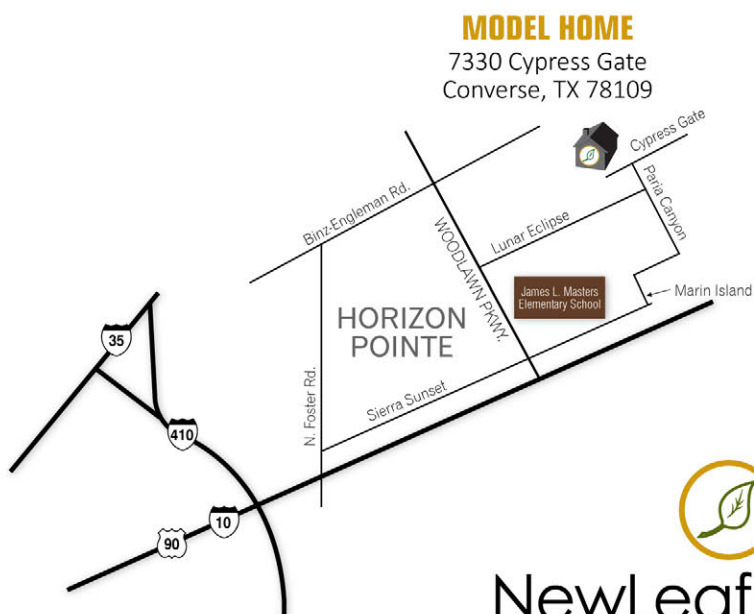 MODEL HOME
7330 Cypress Gate
Converse, TX 78109
Cypress Gate
Paria Canyon
Binz-Engleman Rd.
Lunar Eclipse
WOODLAWN PKWY.
James L. Masters
Elementary School
Marin Island
HORIZON
POINTE
35
N. Foster Rd.
Sierra Sunset
410
10
90
NewLeaf